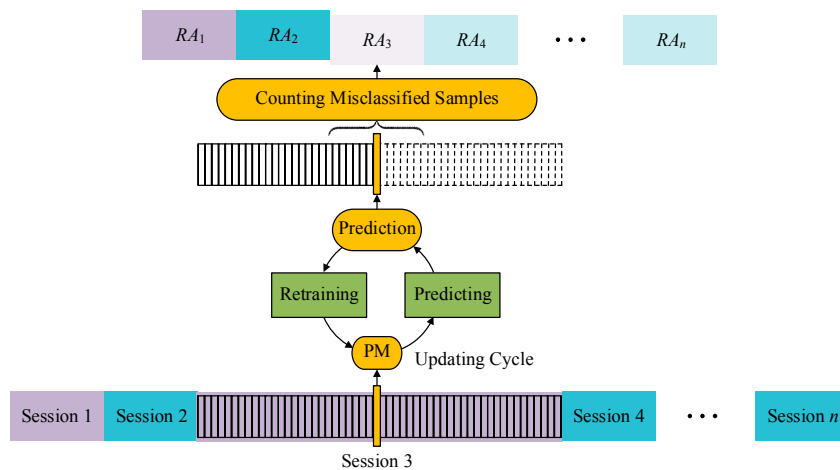 RA₁ RA₂ RA₃ RA₄ ··· RAₙ
Counting Misclassified Samples
Prediction
Retraining Predicting
PM
Updating Cycle
Session 1 Session 2 Session 4 ··· Session n
Session 3